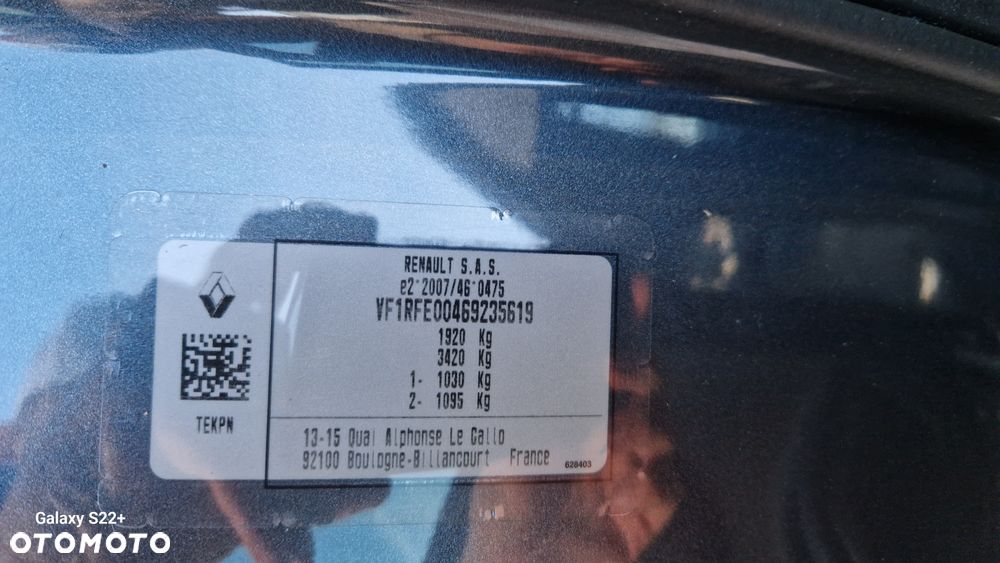 RENAULT S.A.S.
e2*2007/46*0475
VF1RFE00469235619
1920 Kg
3420 Kg
1- 1030 Kg
2- 1095 Kg
TEKPN
13-15 Quai Alphonse Le Gallo
92100 Boulogne-Billancourt France
628403
Galaxy S22+
OTOMOTO